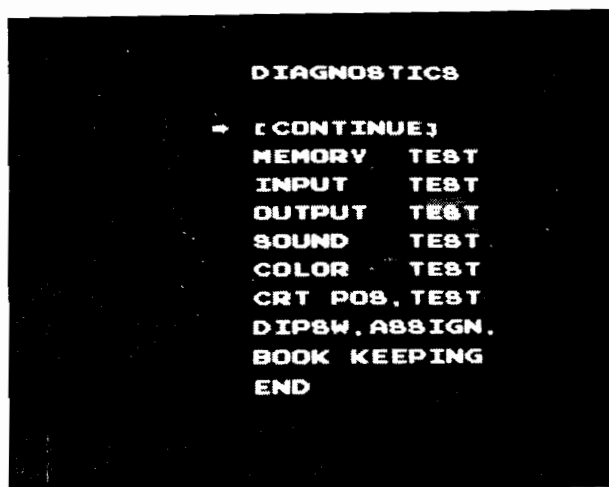 DIAGNOSTICS
➡ [CONTINUE]
MEMORY TEST
INPUT TEST
OUTPUT TEST
SOUND TEST
COLOR TEST
CRT POS. TEST
DIPSW. ASSIGN.
BOOK KEEPING
END